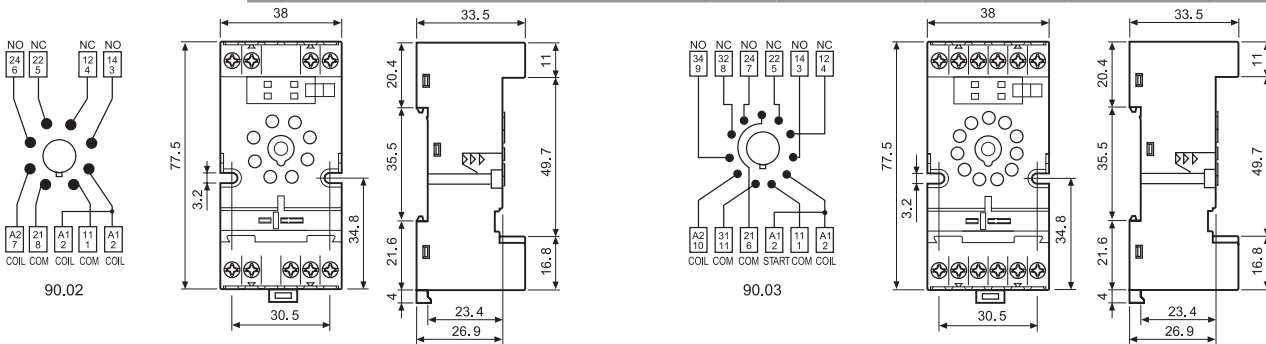 38
33.5
38
33.5
NO NC NC NO
24 22 12 14
6 5 4 3
11
20.4
77.5
35.5
49.7
3.2
34.8
21.6
16.8
4
A2 21 A1 11 A1
7 8 2 1 2
COIL COM COIL COM COIL
90.02
30.5
23.4
26.9
NO NC NO NC NO NC
34 32 24 22 14 12
9 8 7 5 3 4
11
20.4
77.5
35.5
49.7
3.2
34.8
21.6
16.8
4
A2 31 21 A1 11 A1
10 11 6 2 1 2
COIL COM COM START COM COIL
90.03
30.5
23.4
26.9